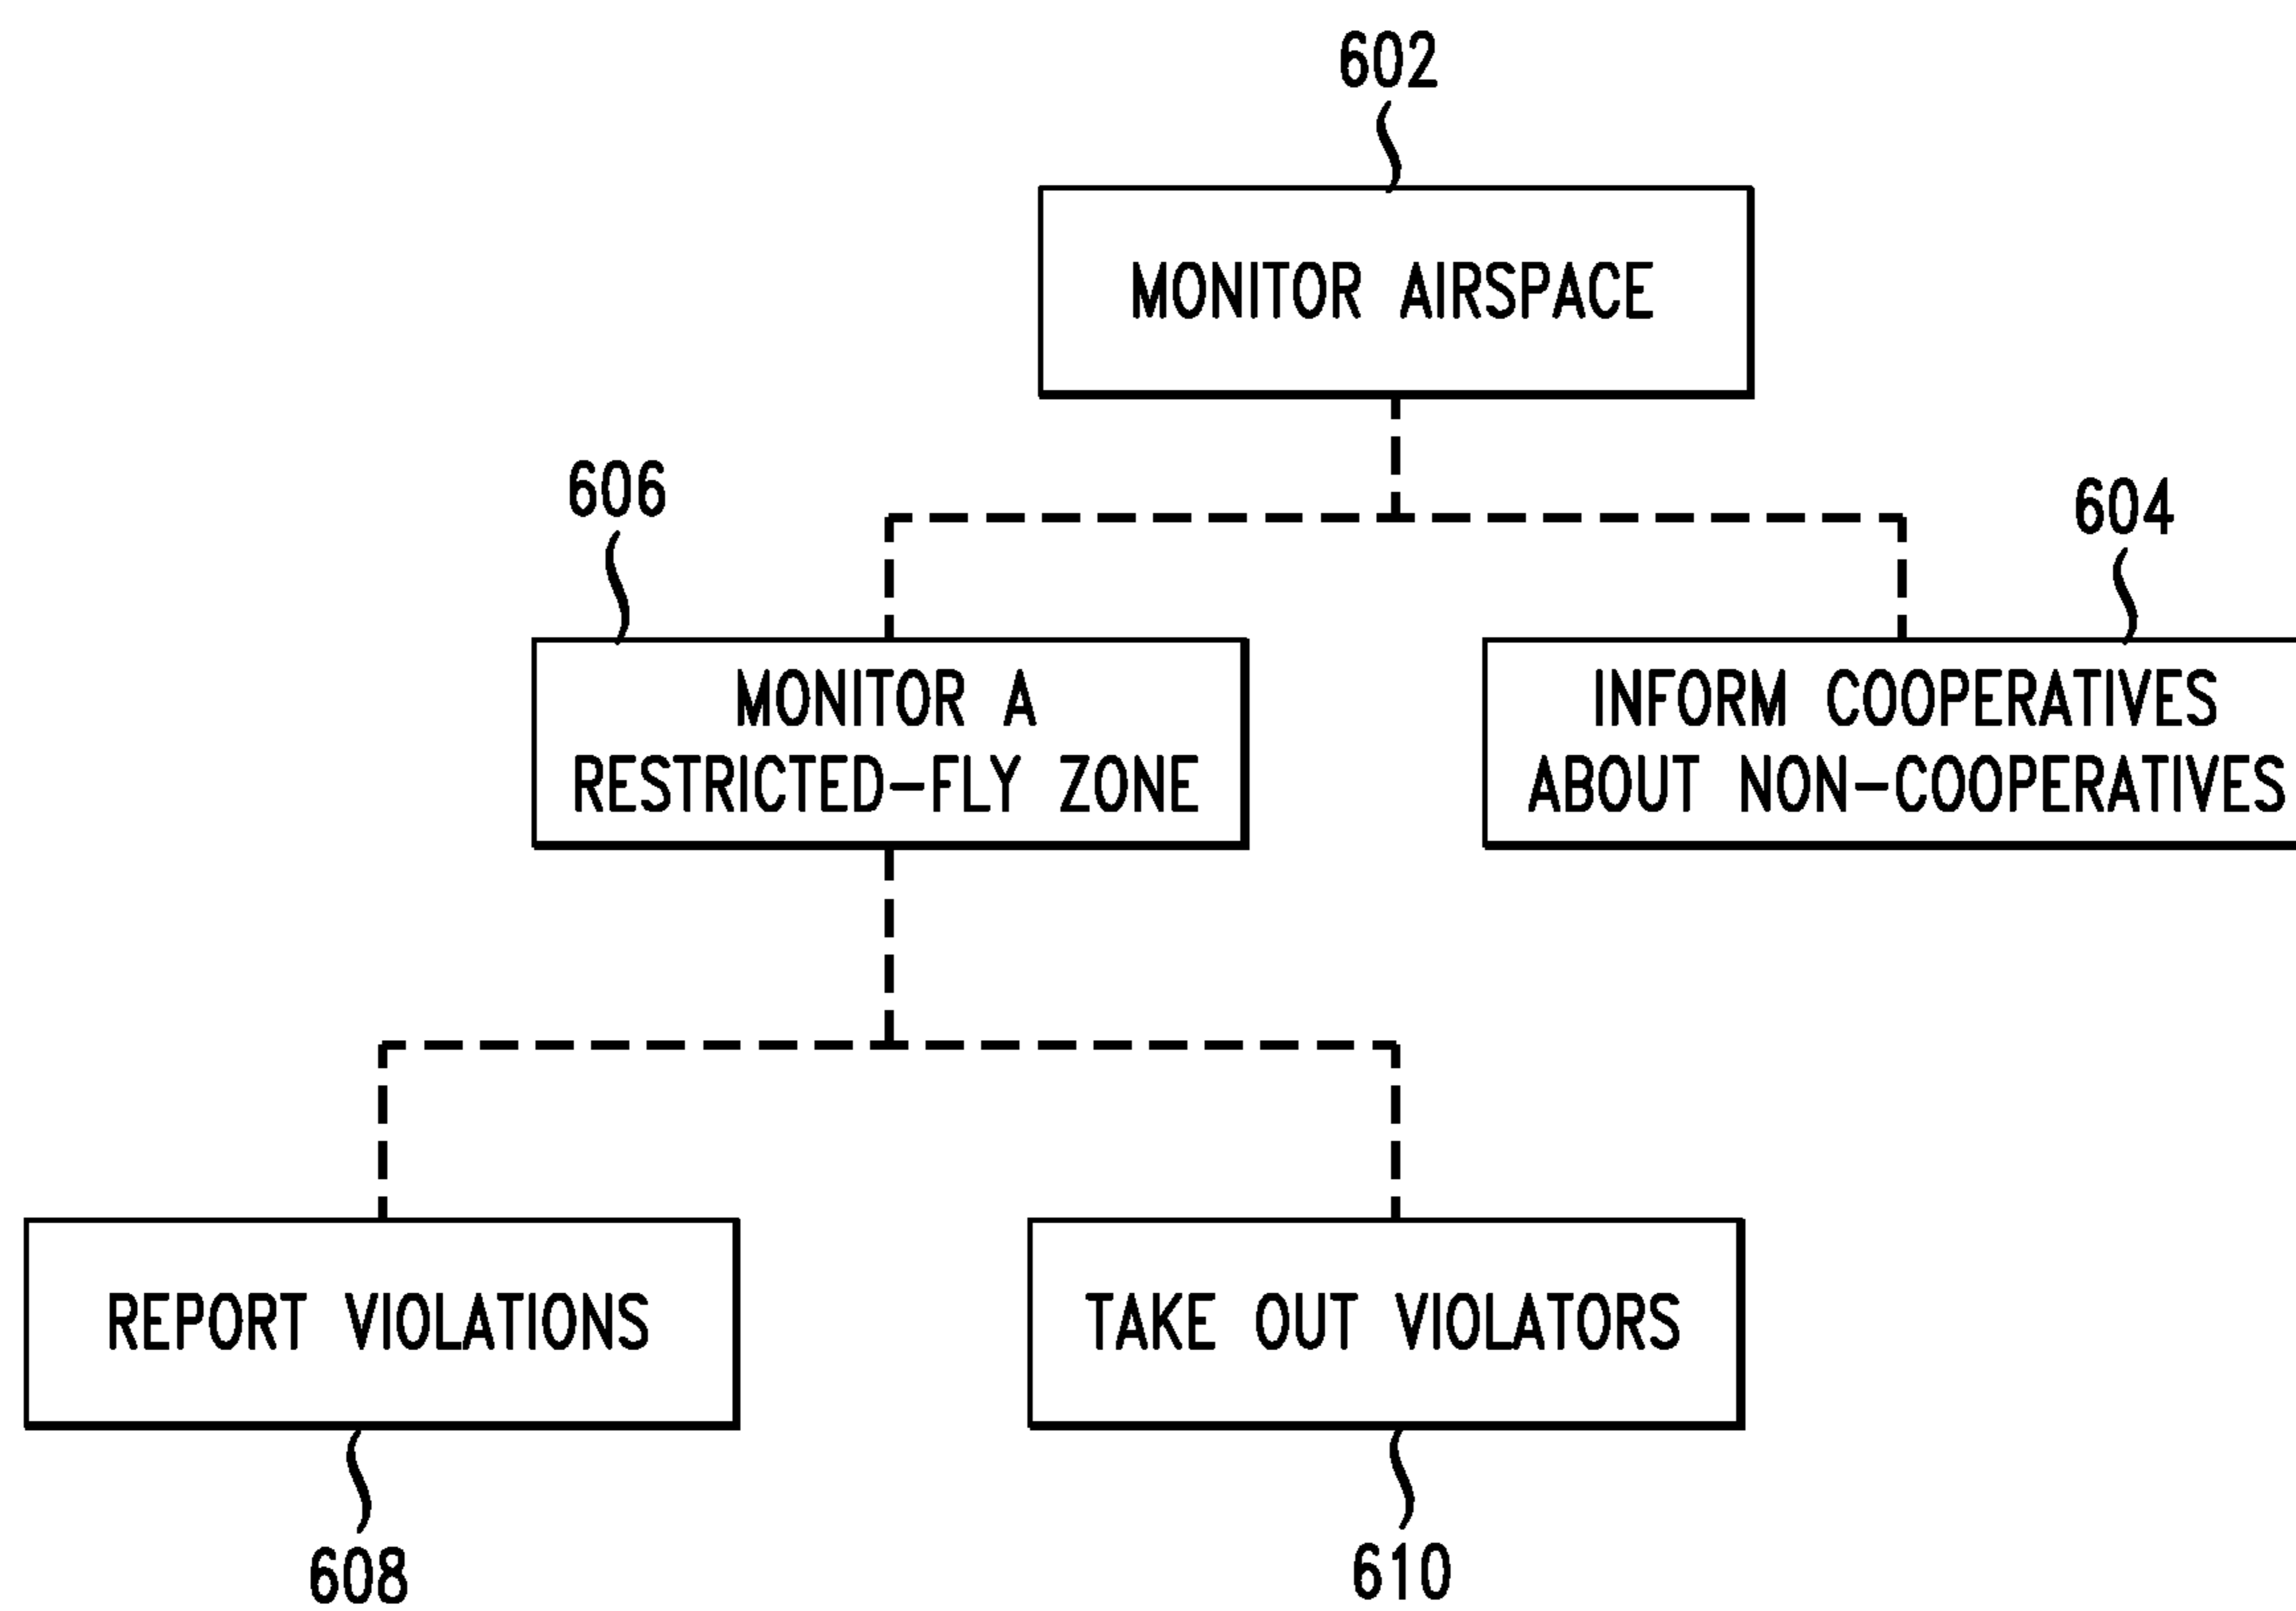 602
MONITOR AIRSPACE
606
604
MONITOR A
RESTRICTED-FLY ZONE
INFORM COOPERATIVES
ABOUT NON-COOPERATIVES
REPORT VIOLATIONS
TAKE OUT VIOLATORS
608
610